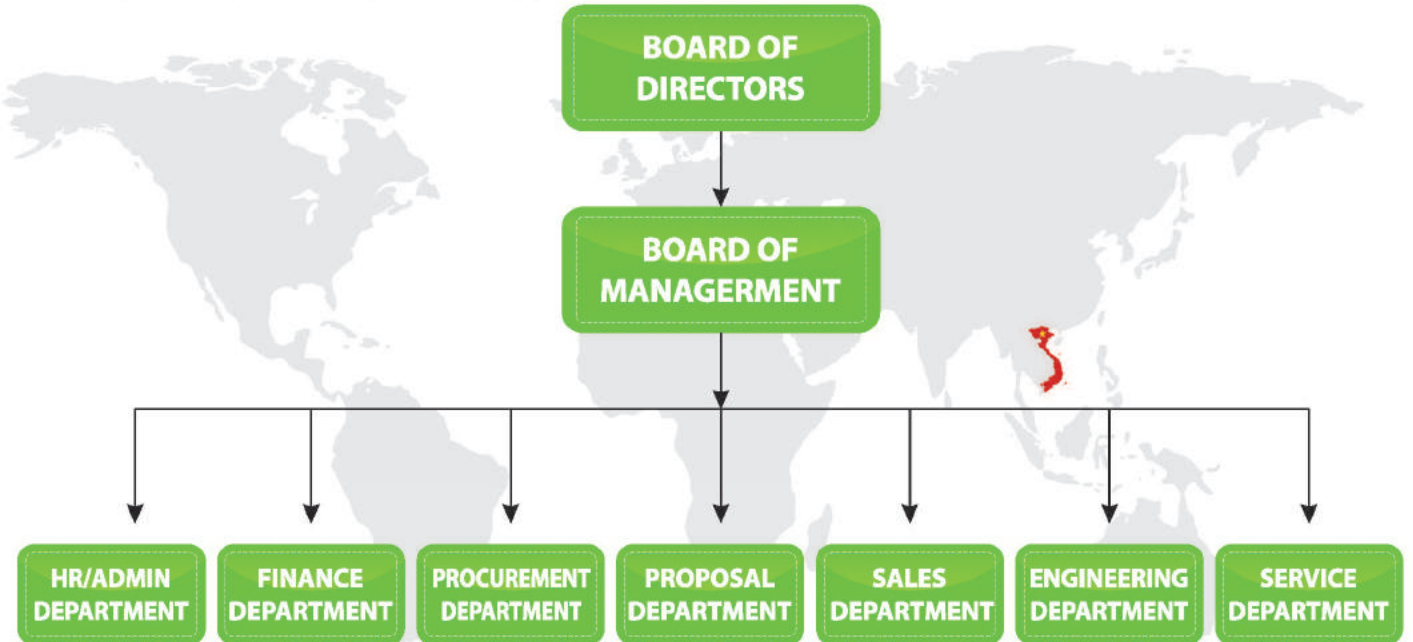 BOARD OF
DIRECTORS
BOARD OF
MANAGERMENT
HR/ADMIN
DEPARTMENT
FINANCE
DEPARTMENT
PROCUREMENT
DEPARTMENT
PROPOSAL
DEPARTMENT
SALES
DEPARTMENT
ENGINEERING
DEPARTMENT
SERVICE
DEPARTMENT